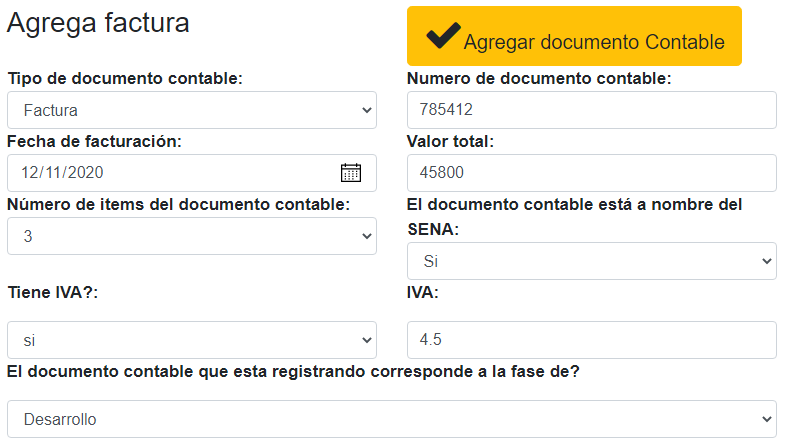 Agrega factura
Agregar documento Contable
Tipo de documento contable:
Numero de documento contable:
Factura
785412
Fecha de facturación:
Valor total:
12/11/2020
45800
Número de items del documento contable:
El documento contable está a nombre del
SENA:
3
Si
Tiene IVA?:
IVA:
si
4.5
El documento contable que esta registrando corresponde a la fase de?
Desarrollo